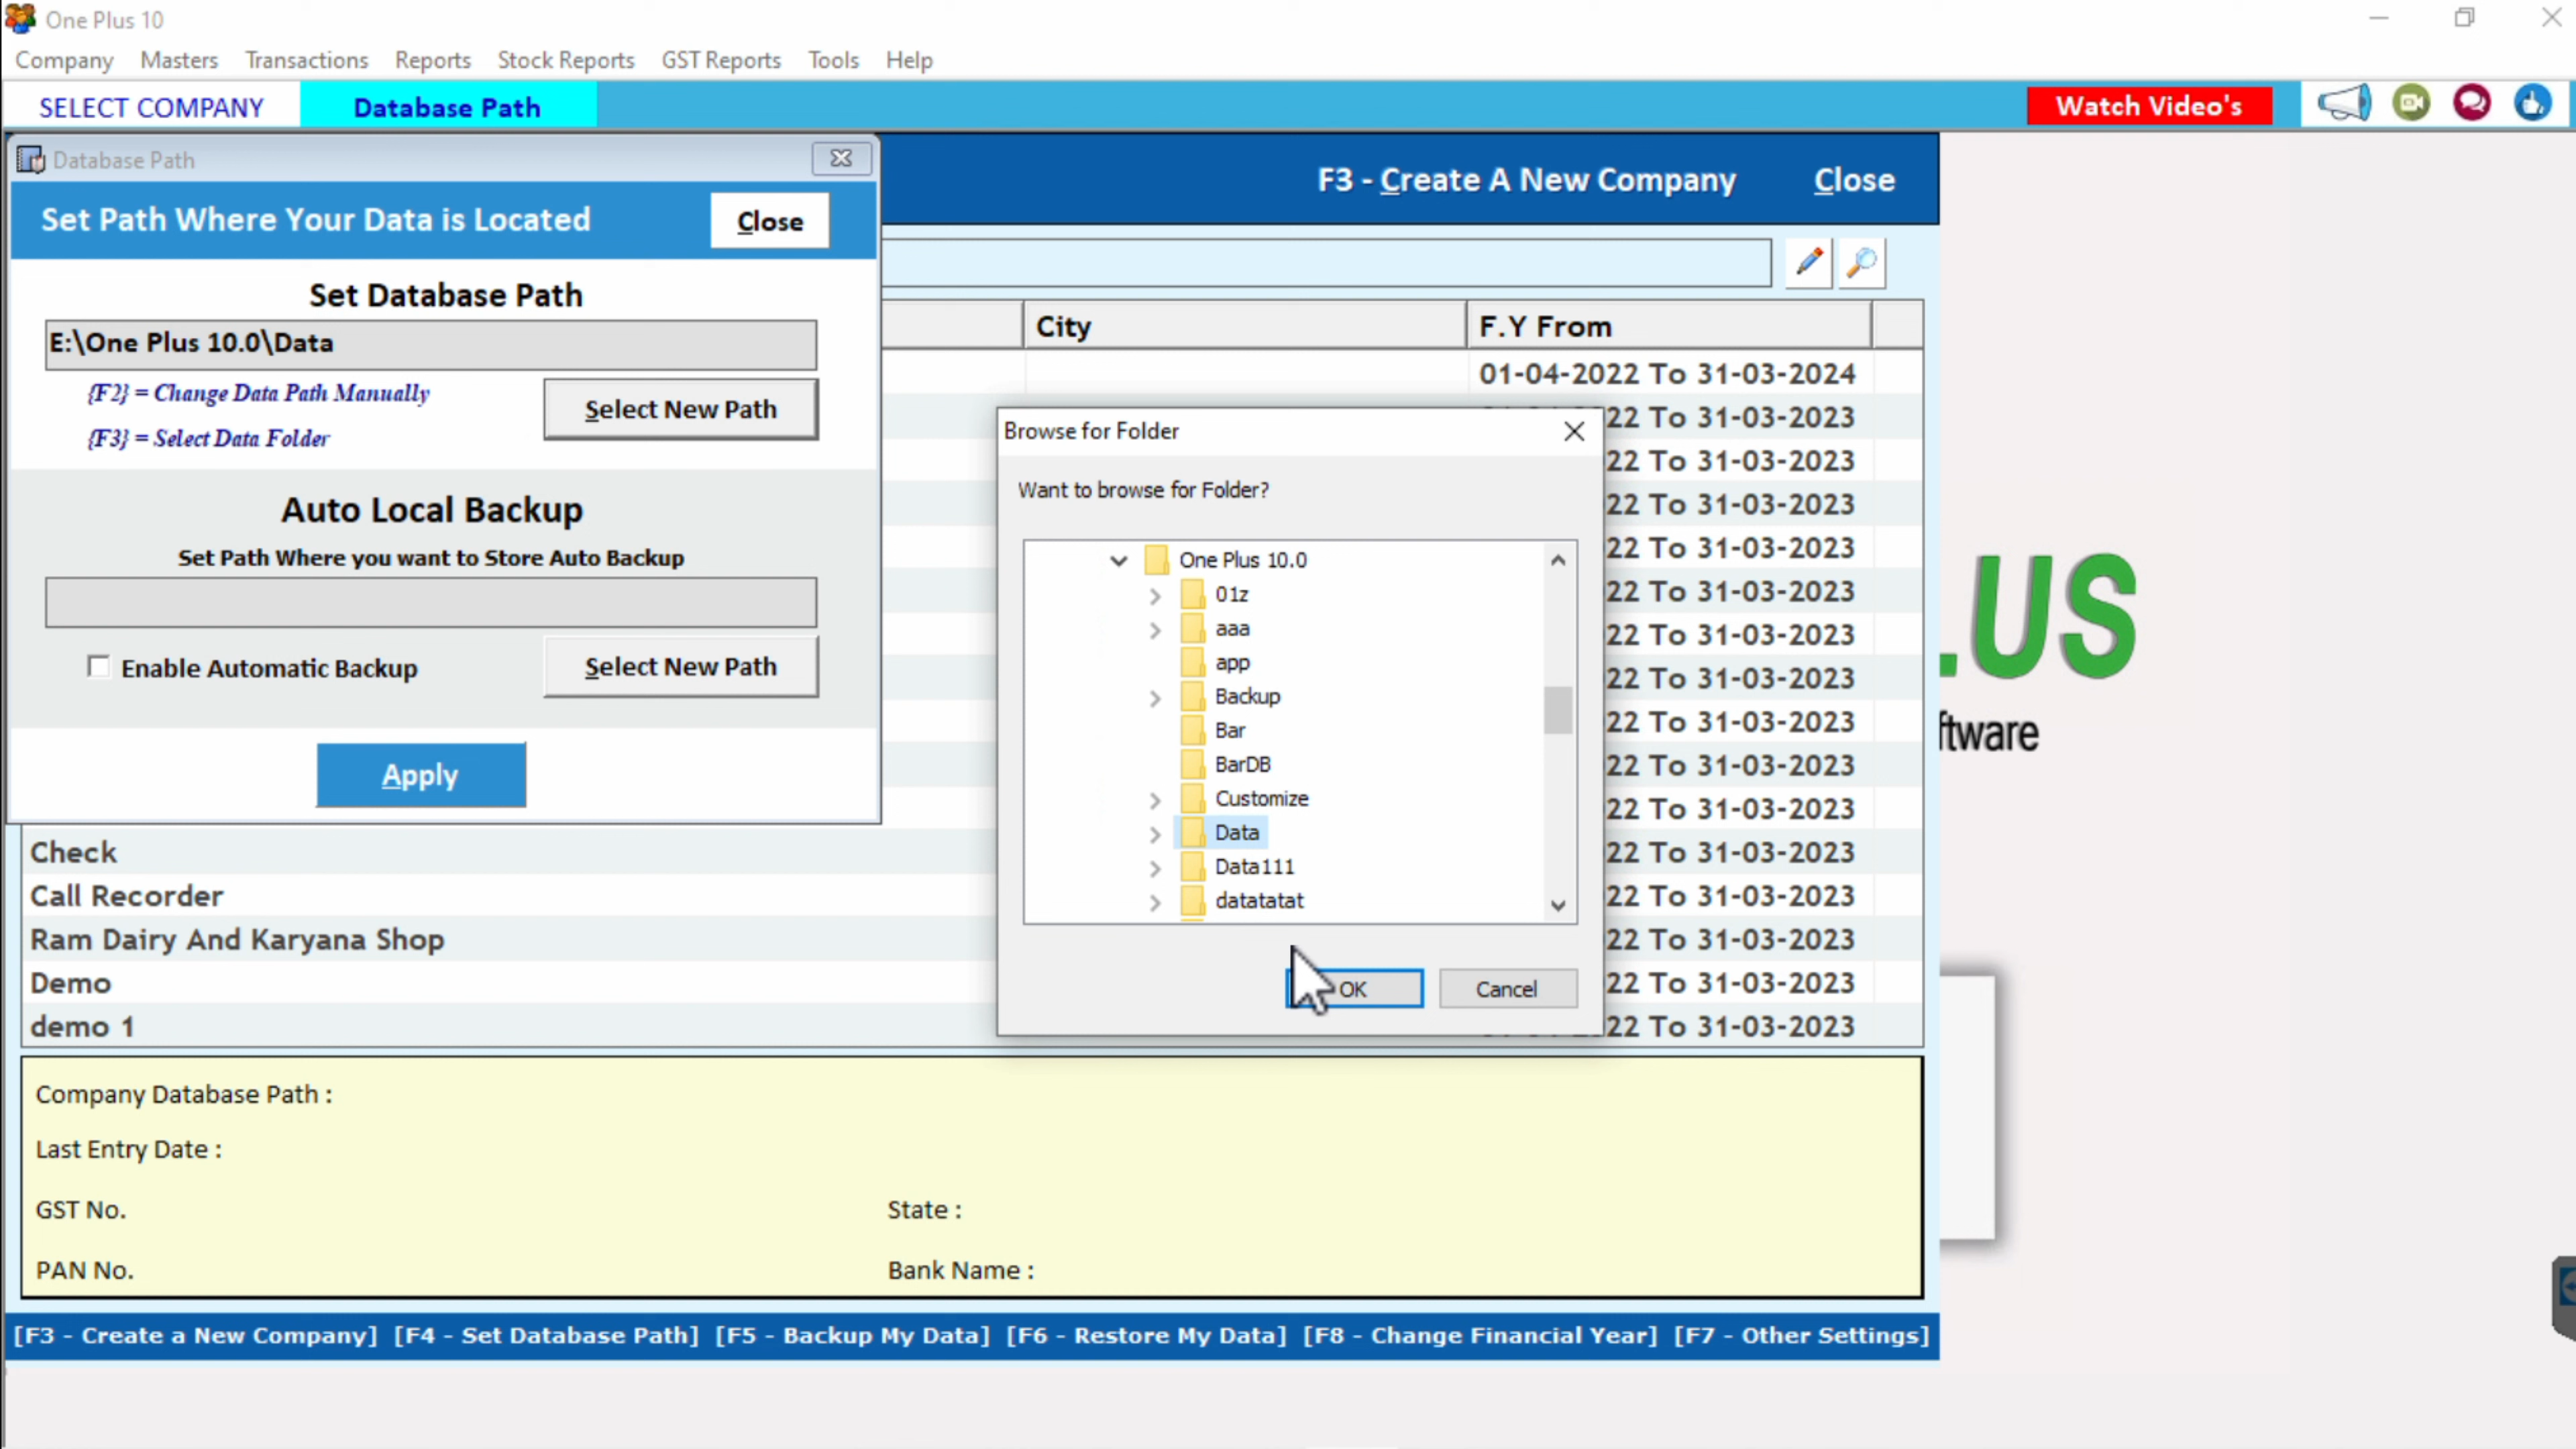 One Plus 10
Company Masters Transactions Reports Stock Reports GST Reports Tools Help
SELECT COMPANY Database Path Watch Video's
Database Path
Set Path Where Your Data is Located Close
F3 - Create A New Company Close
Set Database Path
E:\One Plus 10.0\Data
{F2} = Change Data Path Manually
{F3} = Select Data Folder
Select New Path
Auto Local Backup
Set Path Where you want to Store Auto Backup
Enable Automatic Backup
Select New Path
Apply
City F.Y From
01-04-2022 To 31-03-2024
22 To 31-03-2023
22 To 31-03-2023
22 To 31-03-2023
22 To 31-03-2023
22 To 31-03-2023
22 To 31-03-2023
22 To 31-03-2023
22 To 31-03-2023
22 To 31-03-2023
22 To 31-03-2023
Check 22 To 31-03-2023
Call Recorder 22 To 31-03-2023
Ram Dairy And Karyana Shop 22 To 31-03-2023
Demo 22 To 31-03-2023
demo 1 22 To 31-03-2023
Browse for Folder
Want to browse for Folder?
One Plus 10.0
01z
aaa
app
Backup
Bar
BarDB
Customize
Data
Data111
datatatat
OK Cancel
LUS
ftware
Company Database Path :
Last Entry Date :
GST No. State :
PAN No. Bank Name :
[F3 - Create a New Company] [F4 - Set Database Path] [F5 - Backup My Data] [F6 - Restore My Data] [F8 - Change Financial Year] [F7 - Other Settings]